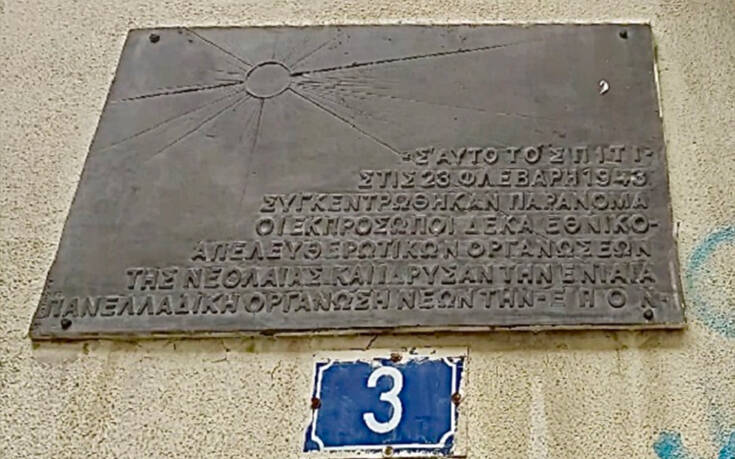 -Σ'ΑΥΤΟ ΤΟ ΣΠΙΤΙ-
ΣΤΙΣ 23 ΦΛΕΒΑΡΗ 1943
ΣΥΓΚΕΝΤΡΩΘΗΚΑΝ ΠΑΡΑΝΟΜΑ
ΟΙ ΕΚΠΡΟΣΩΠΟΙ ΔΕΚΑ ΕΘΝΙΚΟ-
ΑΠΕΛΕΥΘΕΡΩΤΙΚΩΝ ΟΡΓΑΝΩΣΕΩΝ
ΤΗΣ ΝΕΟΛΑΙΑΣ. ΚΑΙ ΙΔΡΥΣΑΝ ΤΗΝ ΕΝΙΑΙΑ
ΠΑΝΕΛΛΑΔΙΚΗ ΟΡΓΑΝΩΣΗ ΝΕΩΝ ΤΗΝ -ΕΠΟΝ-
3